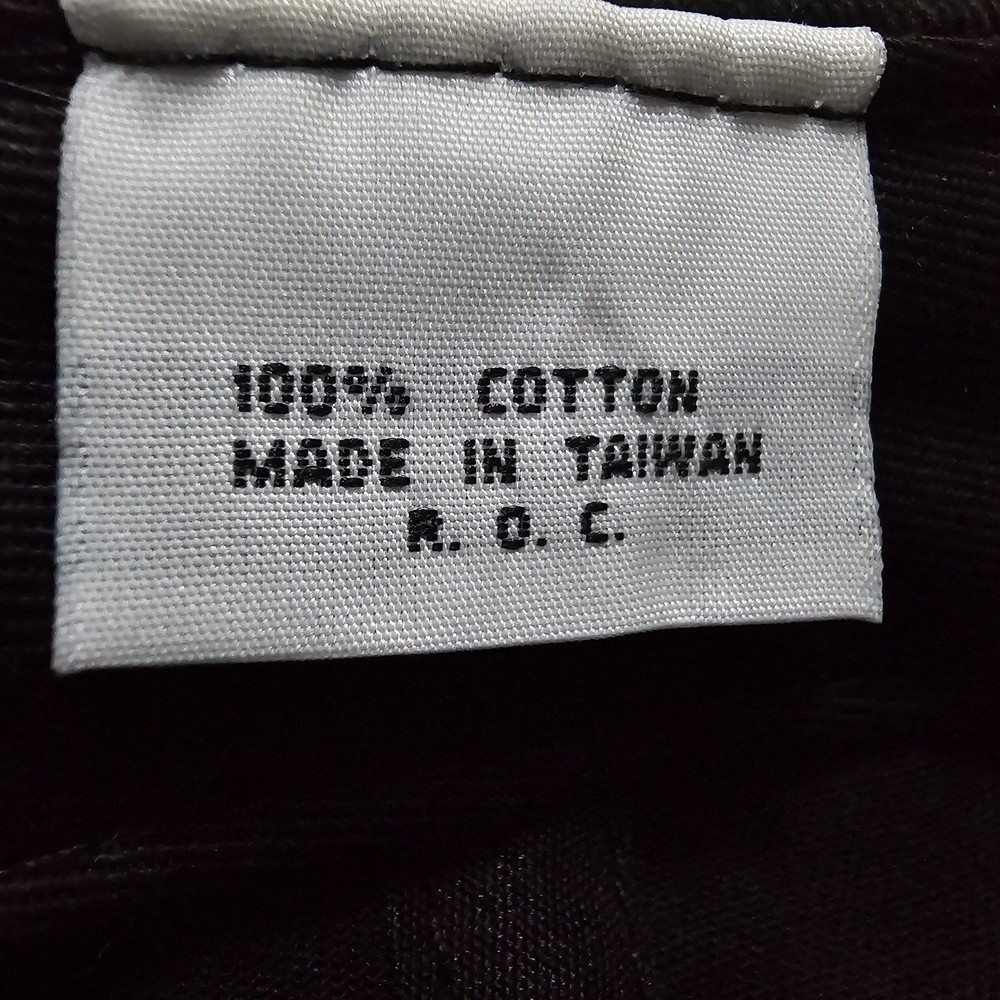 100% COTTON
MADE IN TAIWAN
R. O. C.